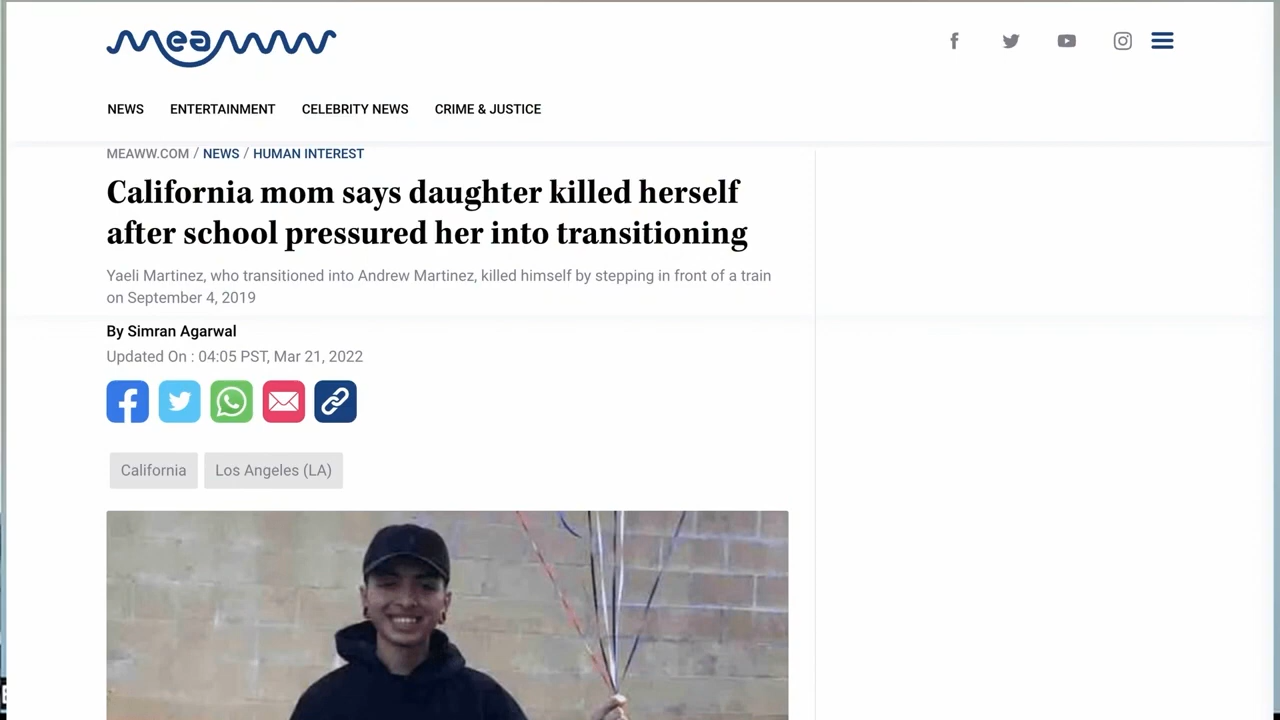 meaww
NEWS ENTERTAINMENT CELEBRITY NEWS CRIME & JUSTICE
MEAWW.COM / NEWS / HUMAN INTEREST
California mom says daughter killed herself
after school pressured her into transitioning
Yaeli Martinez, who transitioned into Andrew Martinez, killed himself by stepping in front of a train
on September 4, 2019
By Simran Agarwal
Updated On : 04:05 PST, Mar 21, 2022
California Los Angeles (LA)